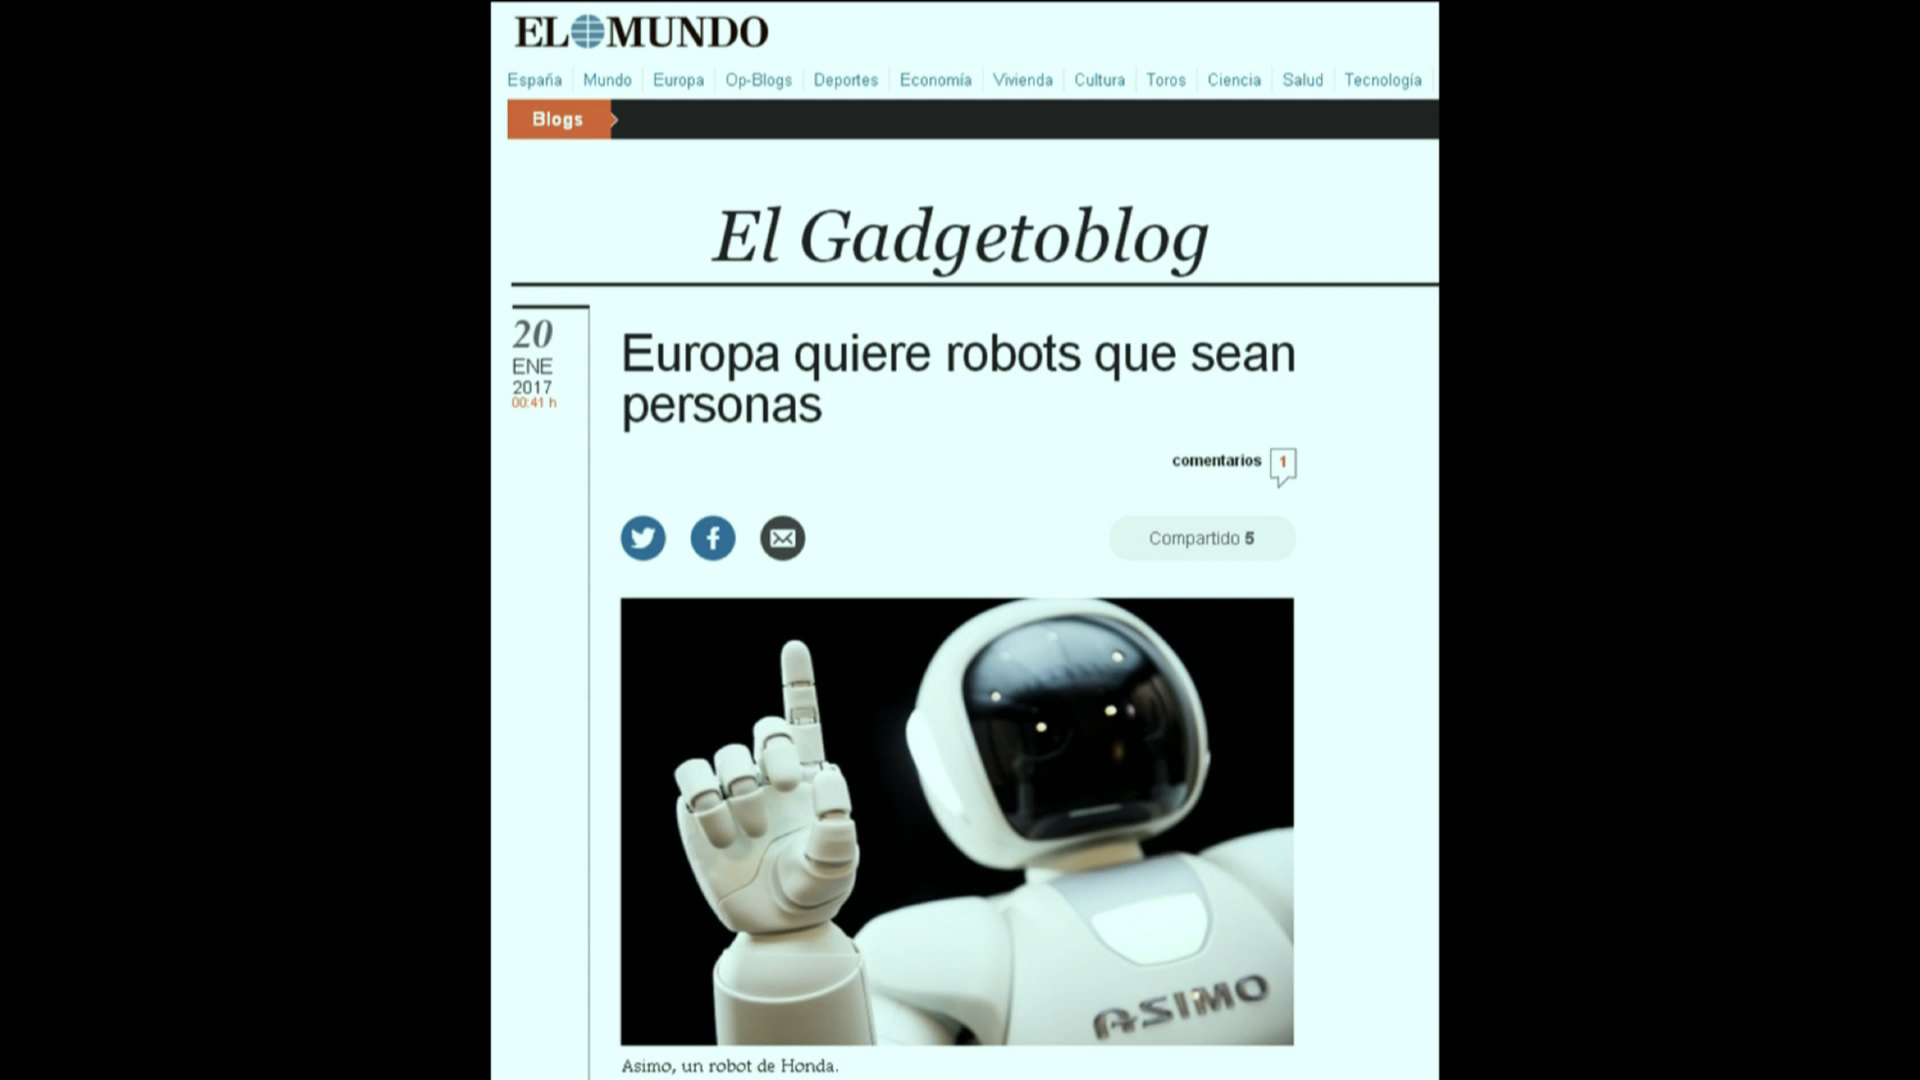 EL MUNDO
España Mundo Europa Op-Blogs Deportes Economía Vivienda Cultura Toros Ciencia Salud Tecnología
Blogs
El Gadgetoblog
20
ENE
2017
00:41 h
Europa quiere robots que sean
personas
comentarios 1
Compartido 5
ASIMO
Asimo, un robot de Honda.